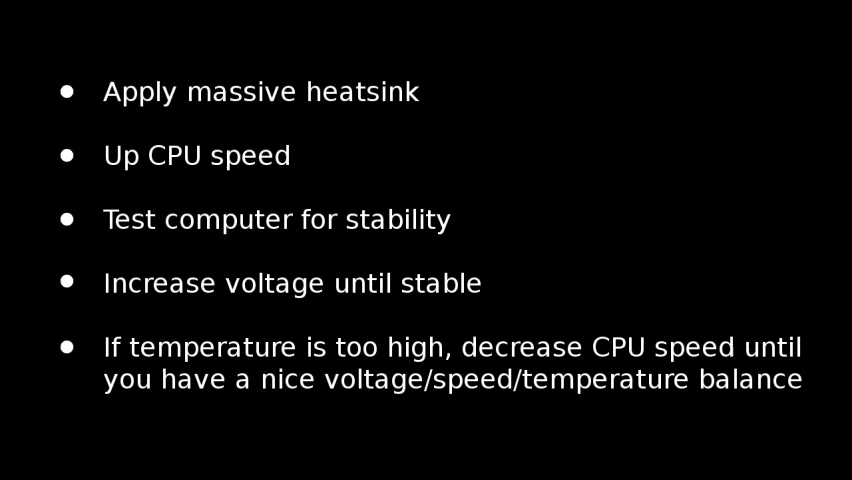 ● Apply massive heatsink
● Up CPU speed
● Test computer for stability
● Increase voltage until stable
● If temperature is too high, decrease CPU speed until
you have a nice voltage/speed/temperature balance